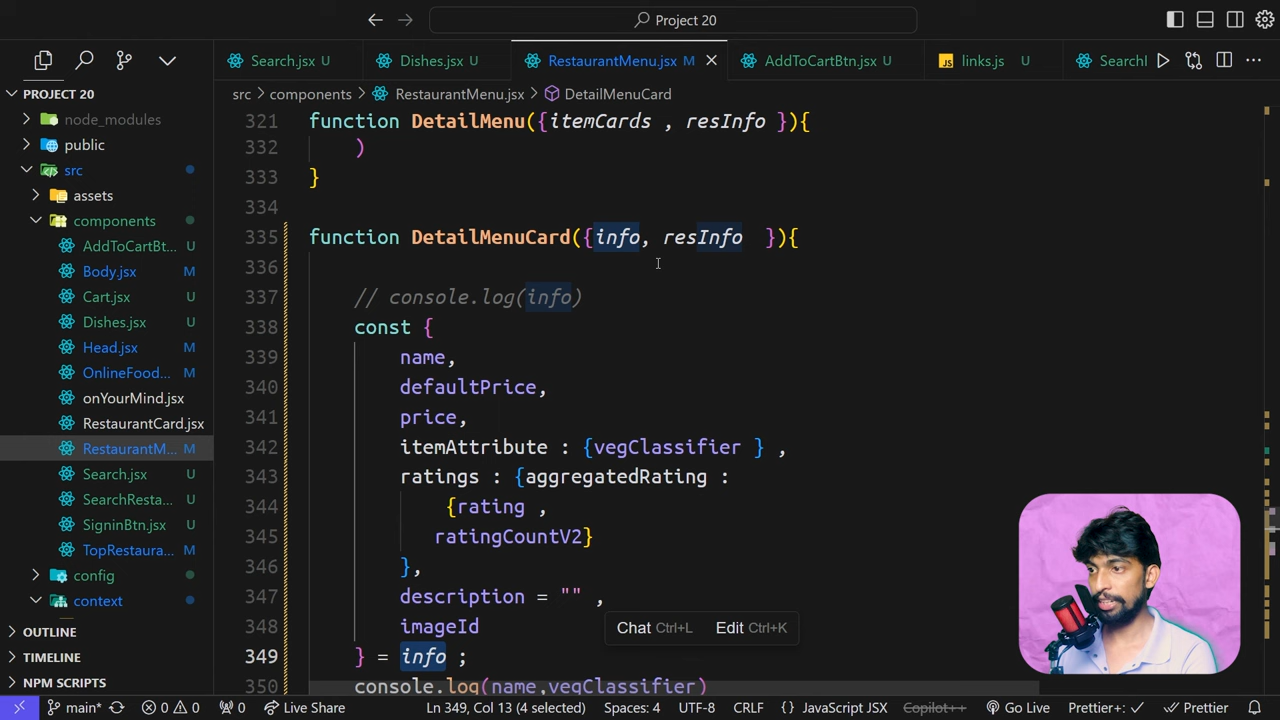 Project 20
Search.jsx U
Dishes.jsx U
RestaurantMenu.jsx M
AddToCartBtn.jsx U
JS links.js U
SearchI
PROJECT 20
src > components > RestaurantMenu.jsx > DetailMenuCard
node_modules
public
src
assets
components
AddToCartBt... U
Body.jsx M
Cart.jsx U
Dishes.jsx U
Head.jsx M
OnlineFood... M
onYourMind.jsx
RestaurantCard.jsx
RestaurantM... M
Search.jsx U
SearchResta... U
SigninBtn.jsx U
TopRestaura... M
config
context
OUTLINE
TIMELINE
NPM SCRIPTS
321 function DetailMenu({itemCards , resInfo }){
332 )
333 }
334
335 function DetailMenuCard({info, resInfo  }){
336
337 // console.log(info)
338 const {
339 name,
340 defaultPrice,
341 price,
342 itemAttribute : {vegClassifier } ,
343 ratings : {aggregatedRating :
344 {rating ,
345 ratingCountV2}
346 },
347 description = "" ,
348 imageId
349 } = info ;
350 console.log(name,vegClassifier)
Chat Ctrl+L Edit Ctrl+K
main* 0 0 0 Live Share Ln 349, Col 13 (4 selected) Spaces: 4 UTF-8 CRLF {} JavaScript JSX Copilot++ Go Live Prettier+: ✓ Prettier